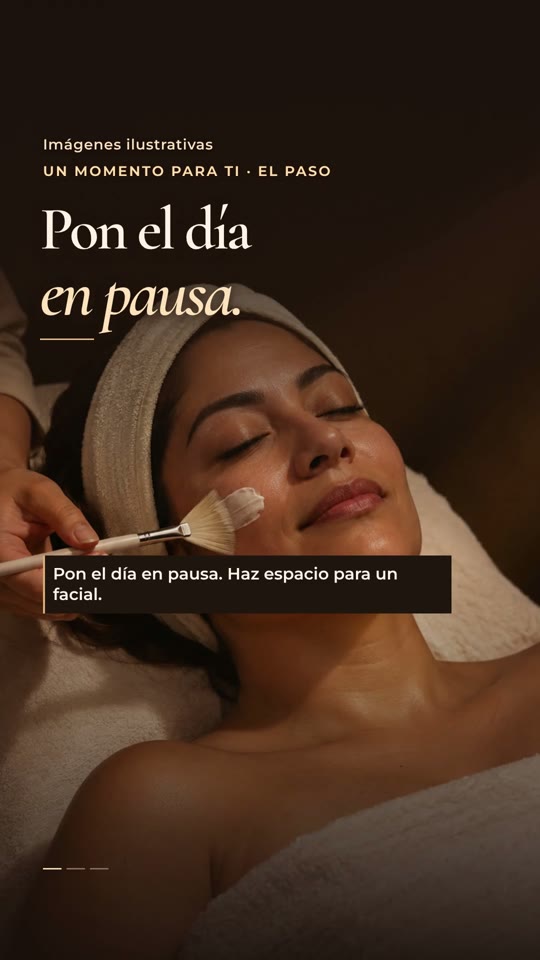 Imágenes ilustrativas
UN MOMENTO PARA TI · EL PASO
Pon el día
en pausa.
Pon el día en pausa. Haz espacio para un
facial.